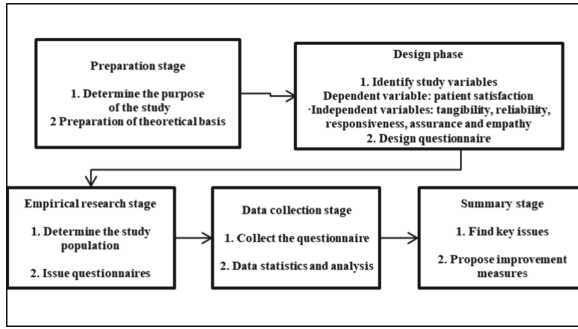 Preparation stage
1. Determine the purpose
of the study
2 Preparation of theoretical basis
Design phase
1. Identify study variables
Dependent variable: patient satisfaction
·Independent variables: tangibility, reliability,
responsiveness, assurance and empathy
2. Design questionnaire
Empirical research stage
1. Determine the study
population
2. Issue questionnaires
Data collection stage
1. Collect the questionnaire
2. Data statistics and analysis
Summary stage
1. Find key issues
2. Propose improvement
measures